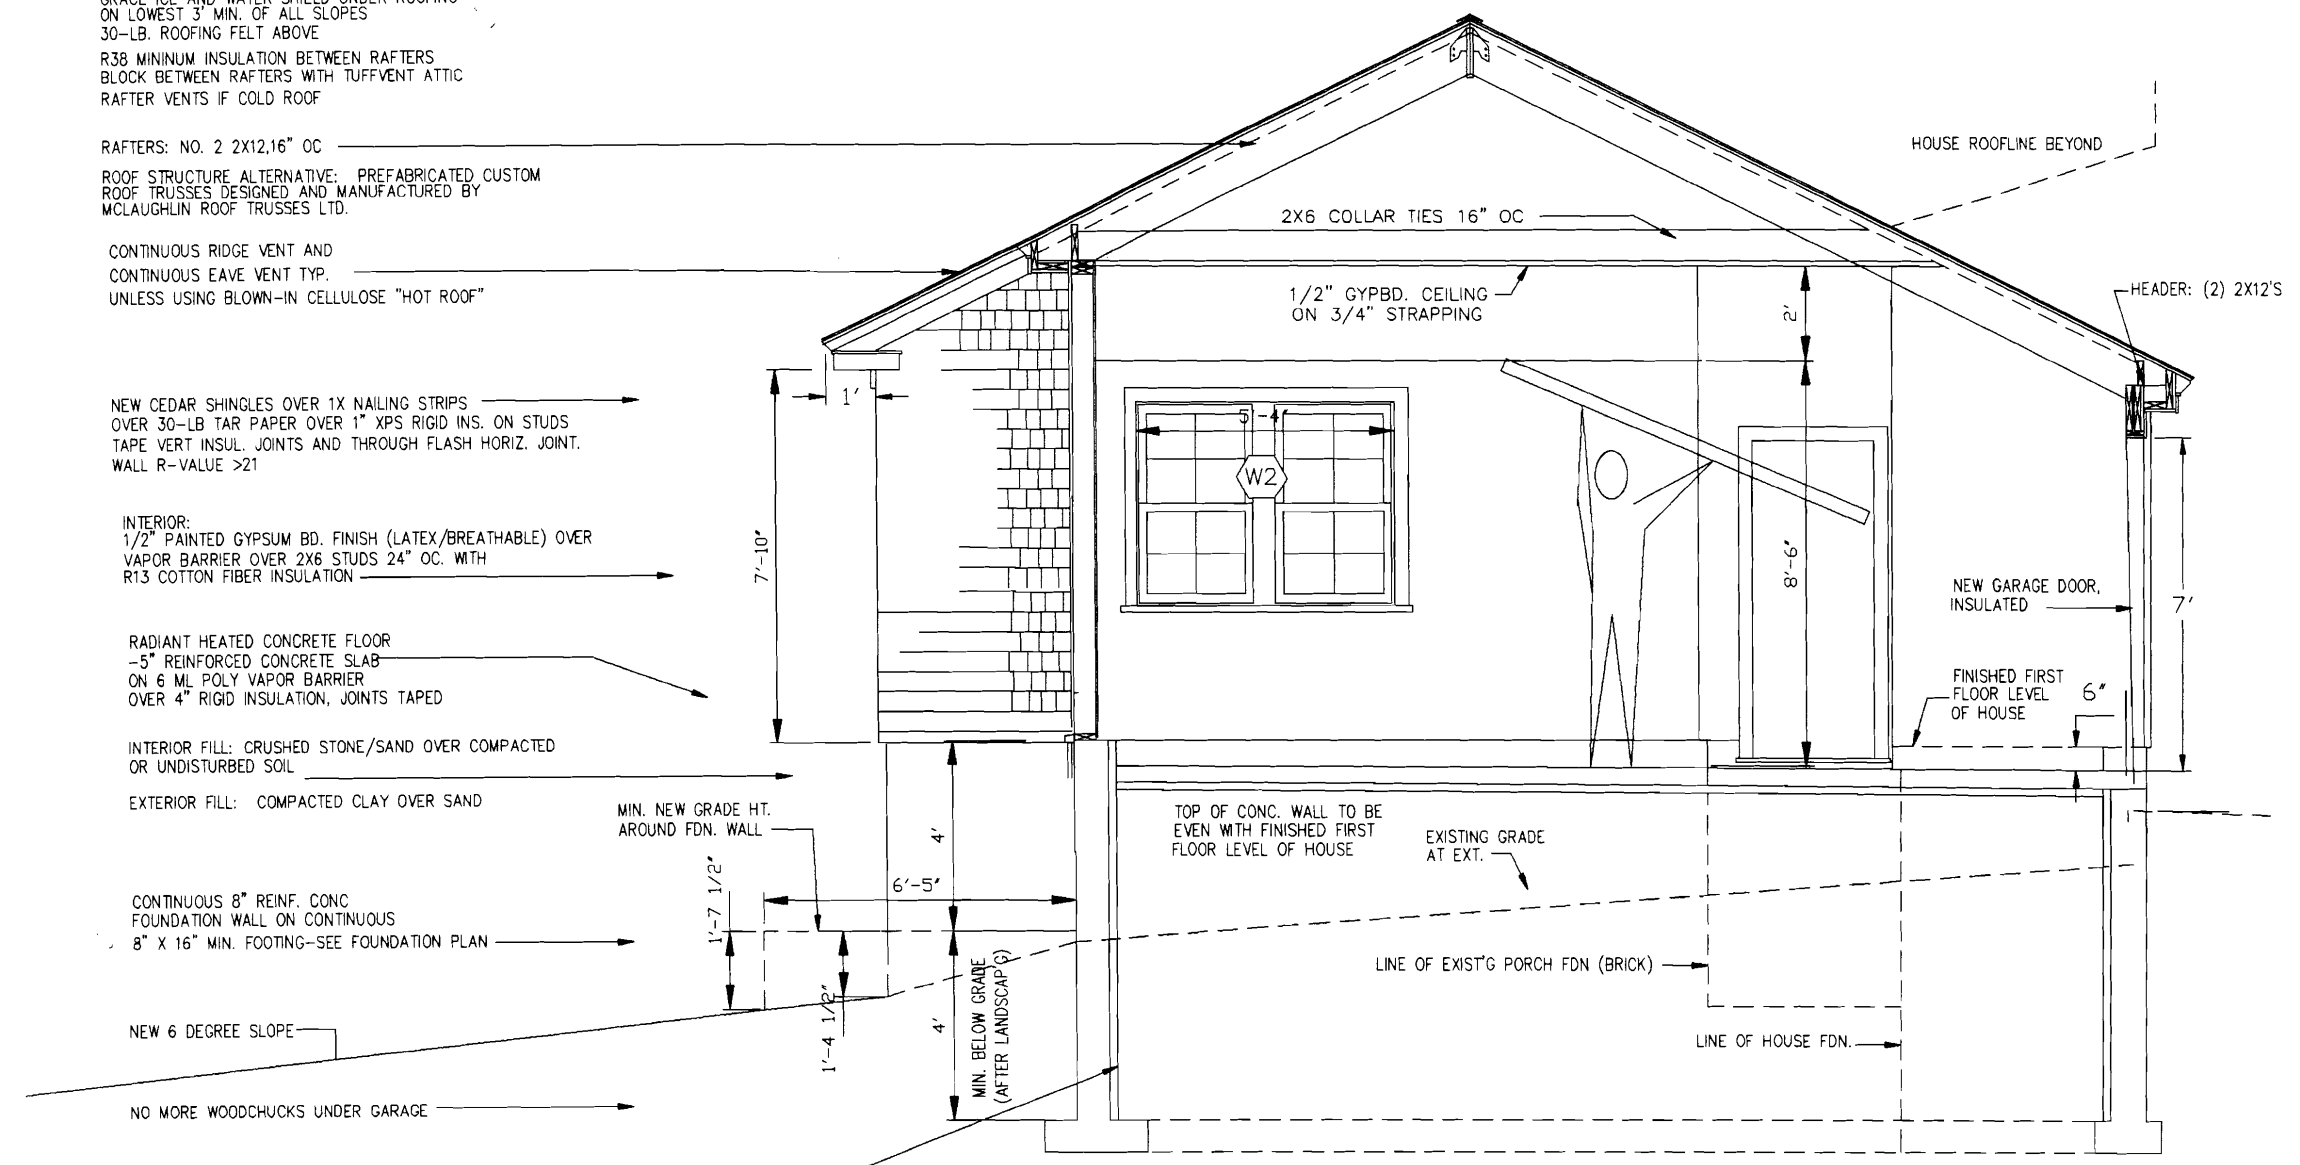 GRACE ICE AND WATER SHIELD UNDER ROOFING
ON LOWEST 3' MIN. OF ALL SLOPES
30-LB. ROOFING FELT ABOVE
R38 MININUM INSULATION BETWEEN RAFTERS
BLOCK BETWEEN RAFTERS WITH TUFFVENT ATTIC
RAFTER VENTS IF COLD ROOF
RAFTERS: NO. 2 2X12,16" OC
ROOF STRUCTURE ALTERNATIVE: PREFABRICATED CUSTOM
ROOF TRUSSES DESIGNED AND MANUFACTURED BY
MCLAUGHLIN ROOF TRUSSES LTD.
CONTINUOUS RIDGE VENT AND
CONTINUOUS EAVE VENT TYP.
UNLESS USING BLOWN-IN CELLULOSE "HOT ROOF"
NEW CEDAR SHINGLES OVER 1X NAILING STRIPS
OVER 30-LB TAR PAPER OVER 1" XPS RIGID INS. ON STUDS
TAPE VERT INSUL. JOINTS AND THROUGH FLASH HORIZ. JOINT.
WALL R-VALUE >21
INTERIOR:
1/2" PAINTED GYPSUM BD. FINISH (LATEX/BREATHABLE) OVER
VAPOR BARRIER OVER 2X6 STUDS 24" OC. WITH
R13 COTTON FIBER INSULATION
RADIANT HEATED CONCRETE FLOOR
-5" REINFORCED CONCRETE SLAB
ON 6 ML POLY VAPOR BARRIER
OVER 4" RIGID INSULATION, JOINTS TAPED
INTERIOR FILL: CRUSHED STONE/SAND OVER COMPACTED
OR UNDISTURBED SOIL
EXTERIOR FILL: COMPACTED CLAY OVER SAND
CONTINUOUS 8" REINF. CONC
FOUNDATION WALL ON CONTINUOUS
8" X 16" MIN. FOOTING-SEE FOUNDATION PLAN
NEW 6 DEGREE SLOPE
NO MORE WOODCHUCKS UNDER GARAGE
MIN. NEW GRADE HT.
AROUND FDN. WALL
1'
7'-10"
4'
6'-5"
1'-7 1/2"
1'-4 1/2"
4'
MIN. BELOW GRADE
(AFTER LANDSCAP'G)
2X6 COLLAR TIES 16" OC
1/2" GYPBD. CEILING
ON 3/4" STRAPPING
5'-4"
W2
2'
8'-6"
HOUSE ROOFLINE BEYOND
HEADER: (2) 2X12'S
NEW GARAGE DOOR,
INSULATED
7'
FINISHED FIRST
FLOOR LEVEL
OF HOUSE
6"
TOP OF CONC. WALL TO BE
EVEN WITH FINISHED FIRST
FLOOR LEVEL OF HOUSE
EXISTING GRADE
AT EXT.
LINE OF EXIST'G PORCH FDN (BRICK)
LINE OF HOUSE FDN.